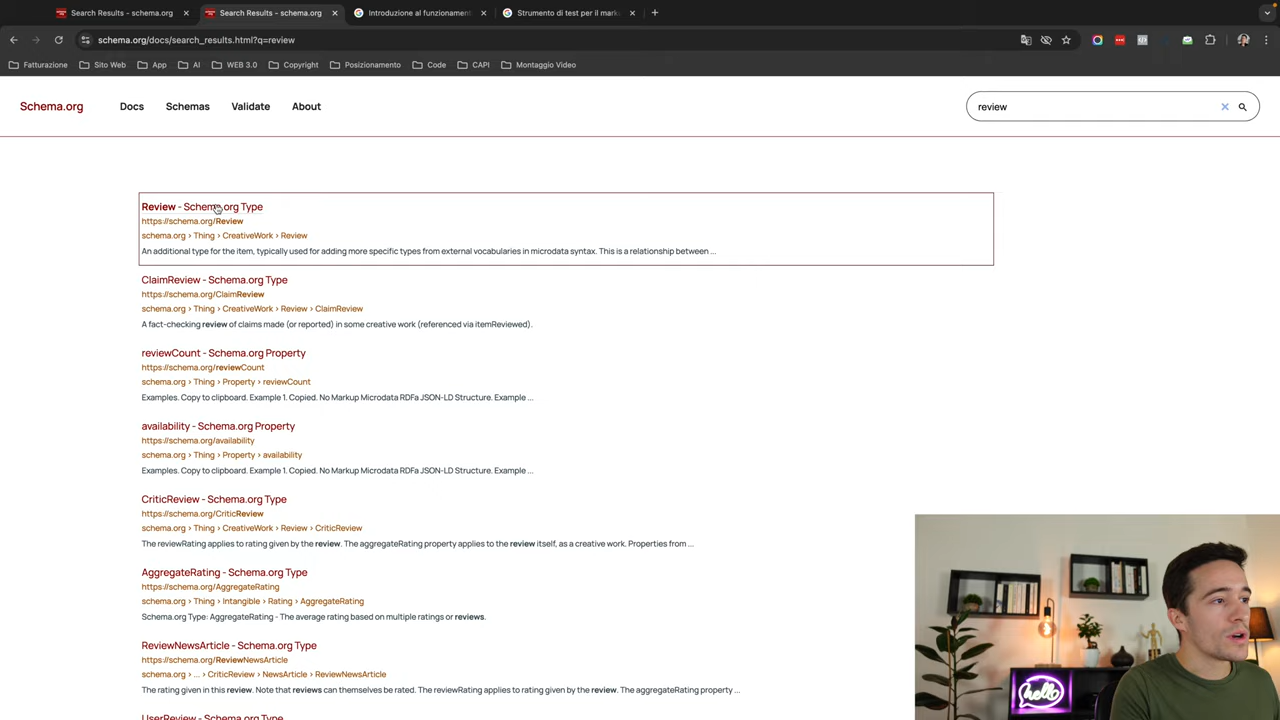 Search Results - schema.org
Search Results - schema.org
Introduzione al funzionament
Strumento di test per il mark
schema.org/docs/search_results.html?q=review
Fatturazione
Sito Web
App
AI
WEB 3.0
Copyright
Posizionamento
Code
CAPI
Montaggio Video
Schema.org
Docs
Schemas
Validate
About
review
Review - Schema.org Type
https://schema.org/Review
schema.org › Thing › CreativeWork › Review
An additional type for the item, typically used for adding more specific types from external vocabularies in microdata syntax. This is a relationship between ...
ClaimReview - Schema.org Type
https://schema.org/ClaimReview
schema.org › Thing › CreativeWork › Review › ClaimReview
A fact-checking review of claims made (or reported) in some creative work (referenced via itemReviewed).
reviewCount - Schema.org Property
https://schema.org/reviewCount
schema.org › Thing › Property › reviewCount
Examples. Copy to clipboard. Example 1. Copied. No Markup Microdata RDFa JSON-LD Structure. Example ...
availability - Schema.org Property
https://schema.org/availability
schema.org › Thing › Property › availability
Examples. Copy to clipboard. Example 1. Copied. No Markup Microdata RDFa JSON-LD Structure. Example ...
CriticReview - Schema.org Type
https://schema.org/CriticReview
schema.org › Thing › CreativeWork › Review › CriticReview
The reviewRating applies to rating given by the review. The aggregateRating property applies to the review itself, as a creative work. Properties from ...
AggregateRating - Schema.org Type
https://schema.org/AggregateRating
schema.org › Thing › Intangible › Rating › AggregateRating
Schema.org Type: AggregateRating - The average rating based on multiple ratings or reviews.
ReviewNewsArticle - Schema.org Type
https://schema.org/ReviewNewsArticle
schema.org › ... › CriticReview › NewsArticle › ReviewNewsArticle
The rating given in this review. Note that reviews can themselves be rated. The reviewRating applies to rating given by the review. The aggregateRating property ...
UserReview - Schema.org Type
hello